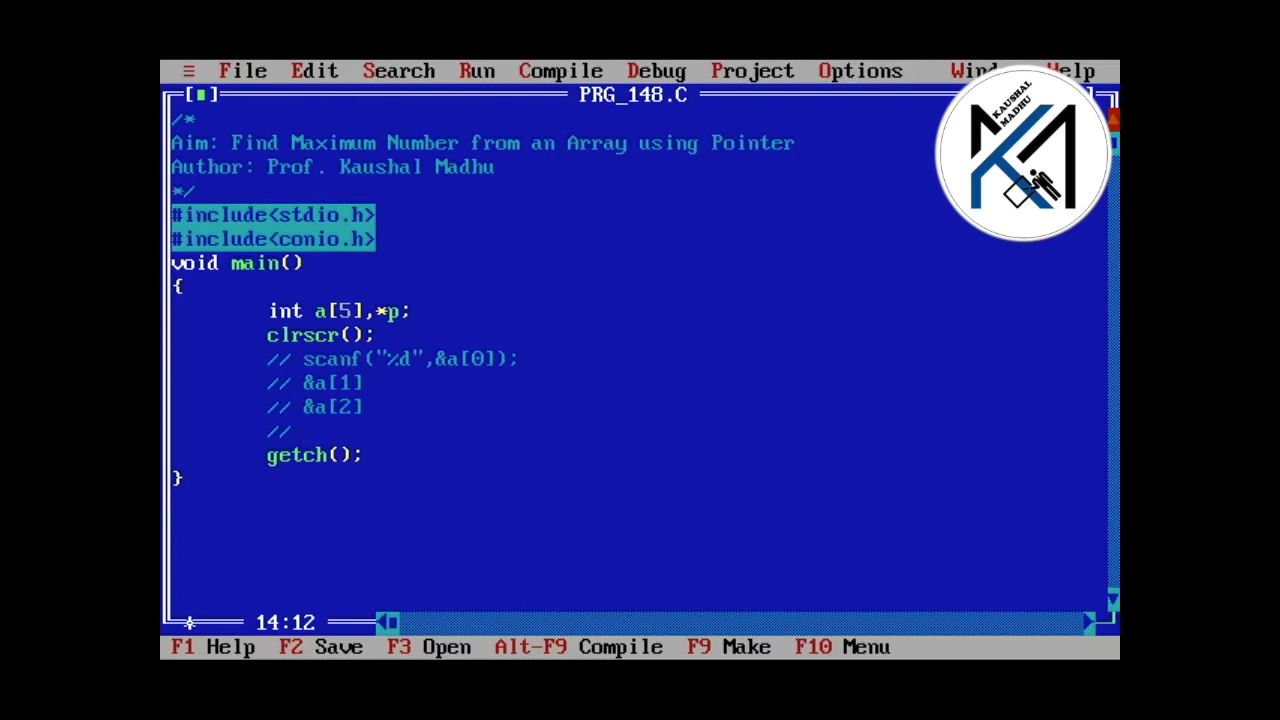 ≡ File Edit Search Run Compile Debug Project Options Help
PRG_148.C
KAUSHAL
MADHU
/*
Aim: Find Maximum Number from an Array using Pointer
Author: Prof. Kaushal Madhu
*/
#include<stdio.h>
#include<conio.h>
void main()
{
int a[5],*p;
clrscr();
// scanf("%d",&a[0]);
// &a[1]
// &a[2]
//
getch();
}
14:12
F1 Help F2 Save F3 Open Alt-F9 Compile F9 Make F10 Menu